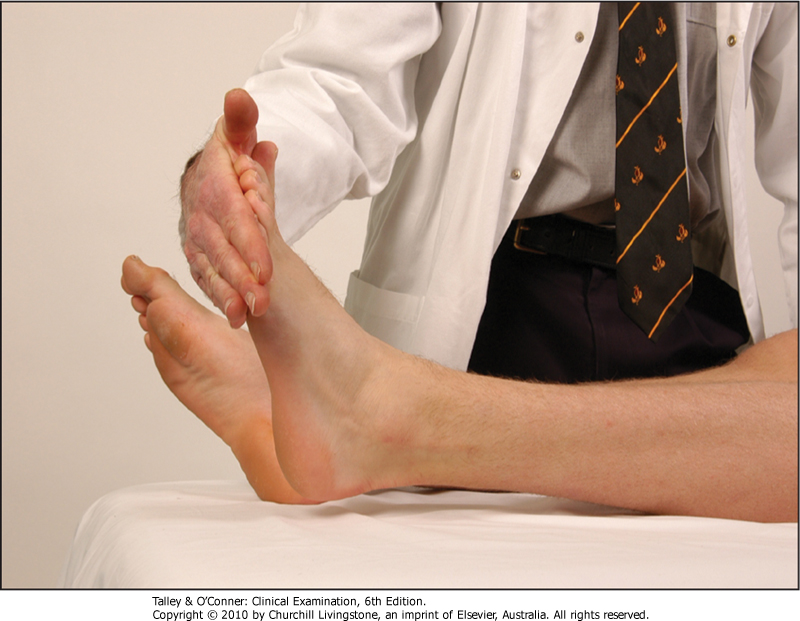 Talley & O'Conner: Clinical Examination, 6th Edition.
Copyright © 2010 by Churchill Livingstone, an imprint of Elsevier, Australia. All rights reserved.